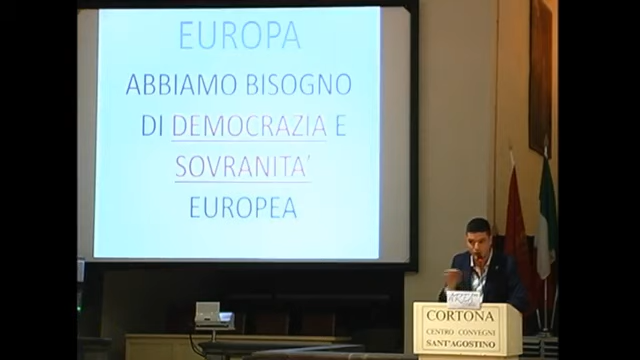 EUROPA
ABBIAMO BISOGNO
DI DEMOCRAZIA E
SOVRANITA'
EUROPEA
CORTONA
CENTRO CONVEGNI
SANT'AGOSTINO